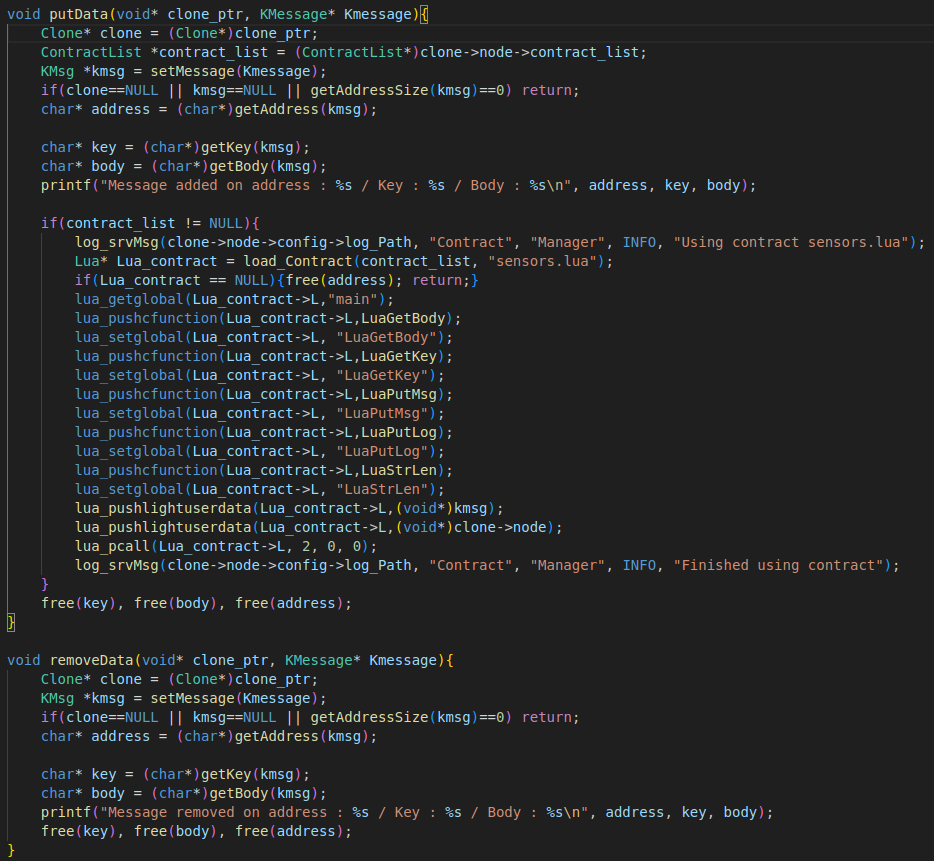 void putData(void* clone_ptr, KMessage* Kmessage){
    Clone* clone = (Clone*)clone_ptr;
    ContractList *contract_list = (ContractList*)clone->node->contract_list;
    KMsg *kmsg = setMessage(Kmessage);
    if(clone==NULL || kmsg==NULL || getAddressSize(kmsg)==0) return;
    char* address = (char*)getAddress(kmsg);

    char* key = (char*)getKey(kmsg);
    char* body = (char*)getBody(kmsg);
    printf("Message added on address : %s / Key : %s / Body : %s\n", address, key, body);

    if(contract_list != NULL){
        log_srvMsg(clone->node->config->log_Path, "Contract", "Manager", INFO, "Using contract sensors.lua");
        Lua* Lua_contract = load_Contract(contract_list, "sensors.lua");
        if(Lua_contract == NULL){free(address); return;}
        lua_getglobal(Lua_contract->L,"main");
        lua_pushcfunction(Lua_contract->L,LuaGetBody);
        lua_setglobal(Lua_contract->L, "LuaGetBody");
        lua_pushcfunction(Lua_contract->L,LuaGetKey);
        lua_setglobal(Lua_contract->L, "LuaGetKey");
        lua_pushcfunction(Lua_contract->L,LuaPutMsg);
        lua_setglobal(Lua_contract->L, "LuaPutMsg");
        lua_pushcfunction(Lua_contract->L,LuaPutLog);
        lua_setglobal(Lua_contract->L, "LuaPutLog");
        lua_pushcfunction(Lua_contract->L,LuaStrLen);
        lua_setglobal(Lua_contract->L, "LuaStrLen");
        lua_pushlightuserdata(Lua_contract->L,(void*)kmsg);
        lua_pushlightuserdata(Lua_contract->L,(void*)clone->node);
        lua_pcall(Lua_contract->L, 2, 0, 0);
        log_srvMsg(clone->node->config->log_Path, "Contract", "Manager", INFO, "Finished using contract");
    }
    free(key), free(body), free(address);
}

void removeData(void* clone_ptr, KMessage* Kmessage){
    Clone* clone = (Clone*)clone_ptr;
    KMsg *kmsg = setMessage(Kmessage);
    if(clone==NULL || kmsg==NULL || getAddressSize(kmsg)==0) return;
    char* address = (char*)getAddress(kmsg);

    char* key = (char*)getKey(kmsg);
    char* body = (char*)getBody(kmsg);
    printf("Message removed on address : %s / Key : %s / Body : %s\n", address, key, body);
    free(key), free(body), free(address);
}